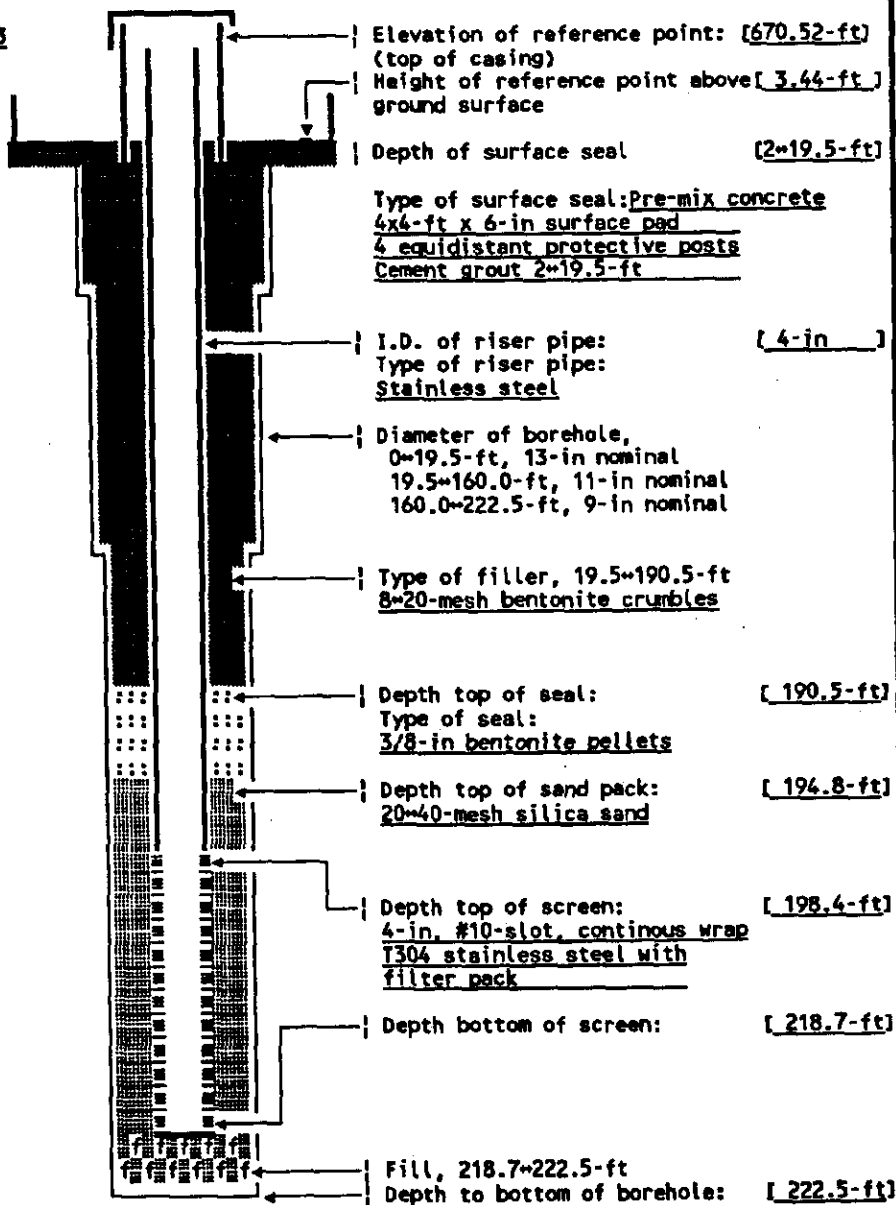 Elevation of reference point: [670.52-ft]
(top of casing)
Height of reference point above[ 3.44-ft ]
ground surface
Depth of surface seal [2↔19.5-ft]
Type of surface seal:Pre-mix concrete
4x4-ft x 6-in surface pad
4 equidistant protective posts
Cement grout 2↔19.5-ft
I.D. of riser pipe: [ 4-in ]
Type of riser pipe:
Stainless steel
Diameter of borehole,
0↔19.5-ft, 13-in nominal
19.5↔160.0-ft, 11-in nominal
160.0↔222.5-ft, 9-in nominal
Type of filler, 19.5↔190.5-ft
8↔20-mesh bentonite crumbles
Depth top of seal: [ 190.5-ft]
Type of seal:
3/8-in bentonite pellets
Depth top of sand pack: [ 194.8-ft]
20↔40-mesh silica sand
Depth top of screen: [ 198.4-ft]
4-in, #10-slot, continous wrap
T304 stainless steel with
filter pack
Depth bottom of screen: [ 218.7-ft]
f f f f
f f f f f
Fill, 218.7↔222.5-ft
Depth to bottom of borehole: [ 222.5-ft]